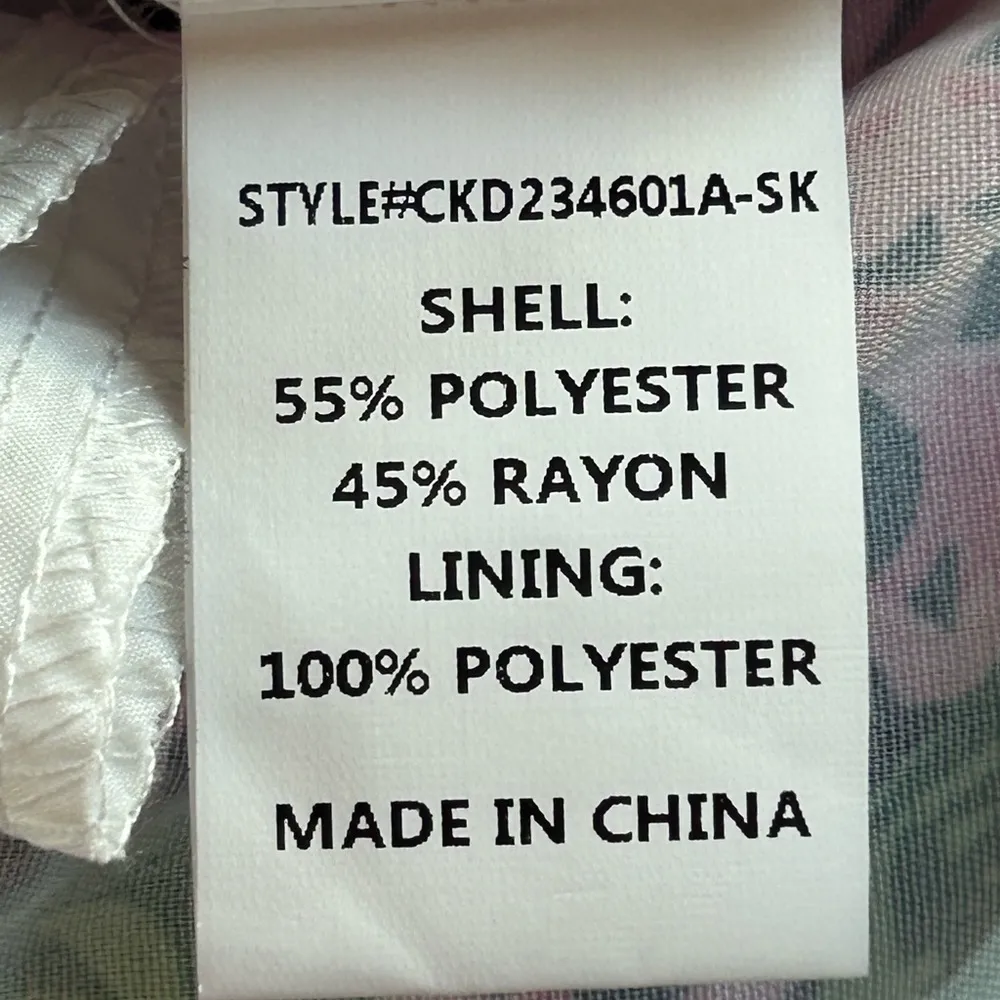 STYLE#CKD234601A-SK
SHELL:
55% POLYESTER
45% RAYON
LINING:
100% POLYESTER
MADE IN CHINA